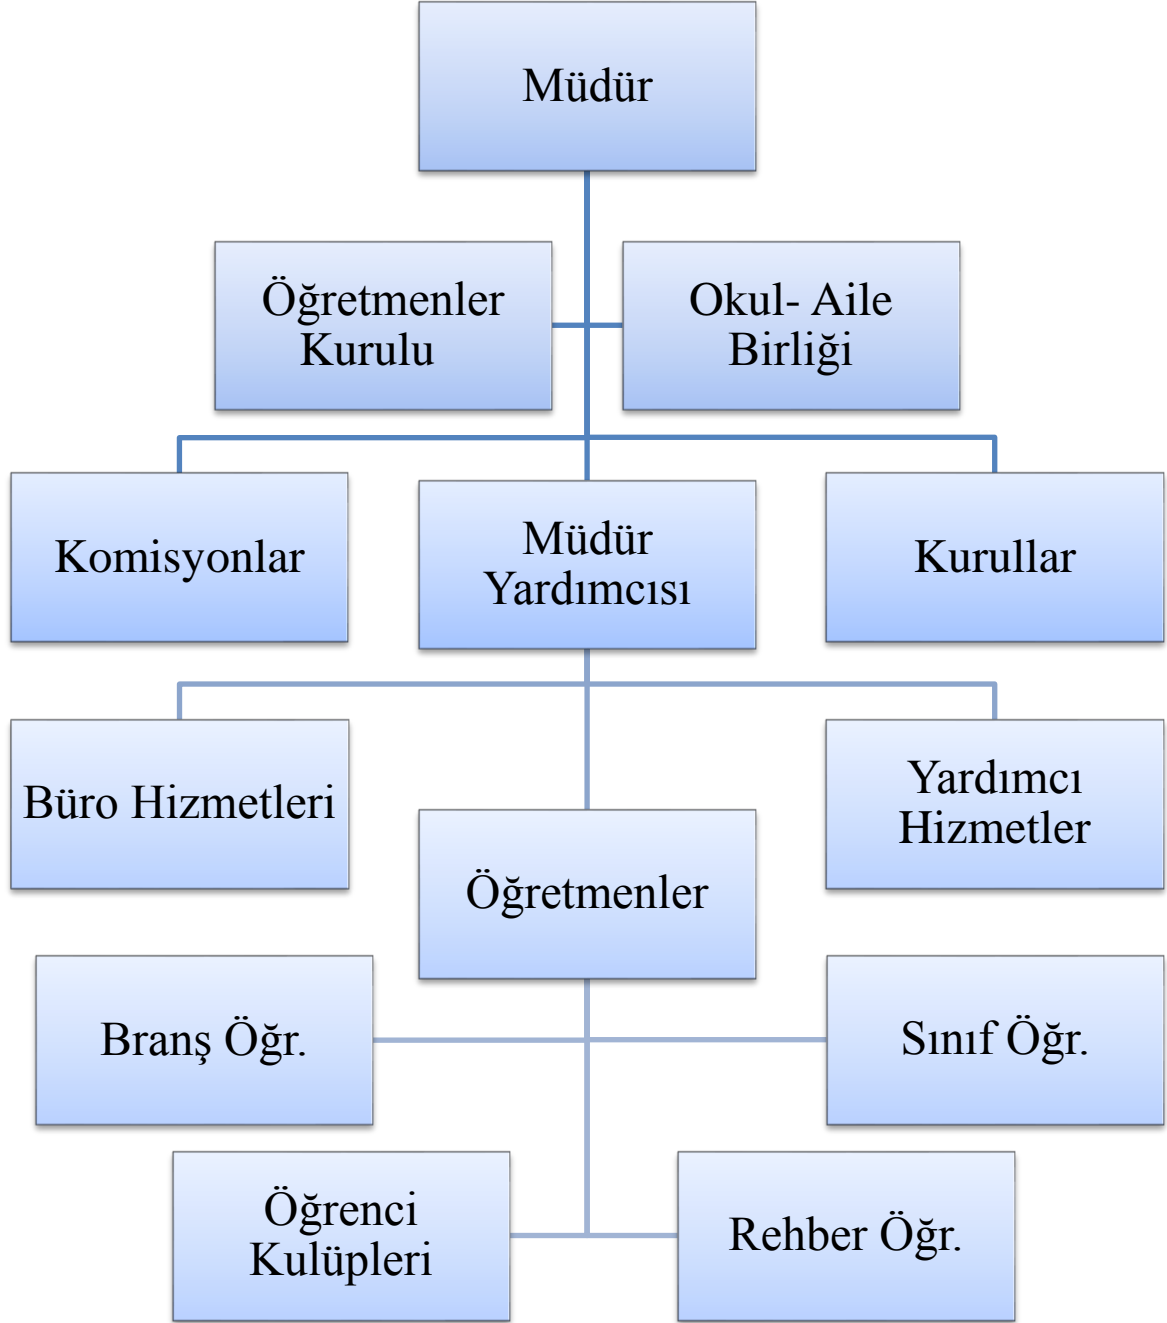 Müdür
Öğretmenler
Kurulu
Okul- Aile
Birliği
Komisyonlar
Müdür
Yardımcısı
Kurullar
Büro Hizmetleri
Yardımcı
Hizmetler
Öğretmenler
Branş Öğr.
Sınıf Öğr.
Öğrenci
Kulüpleri
Rehber Öğr.